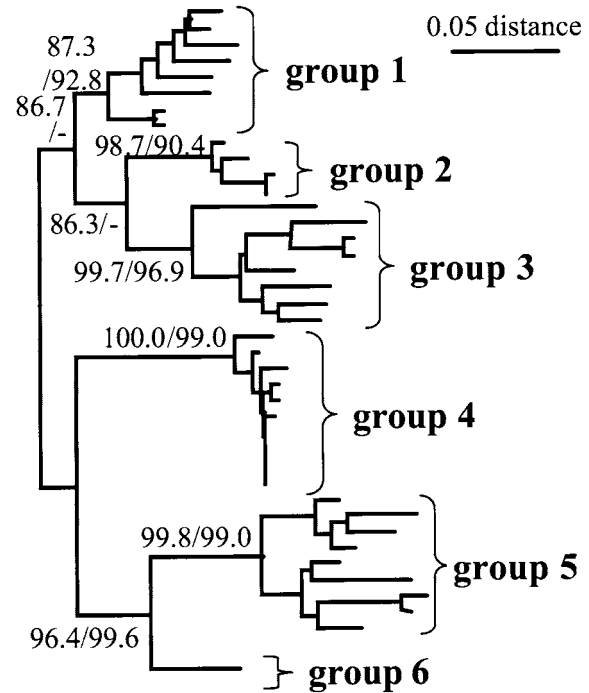 0.05 distance
87.3
/92.8
group 1
86.7
/-
98.7/90.4
group 2
86.3/-
99.7/96.9
group 3
100.0/99.0
group 4
99.8/99.0
group 5
96.4/99.6
group 6